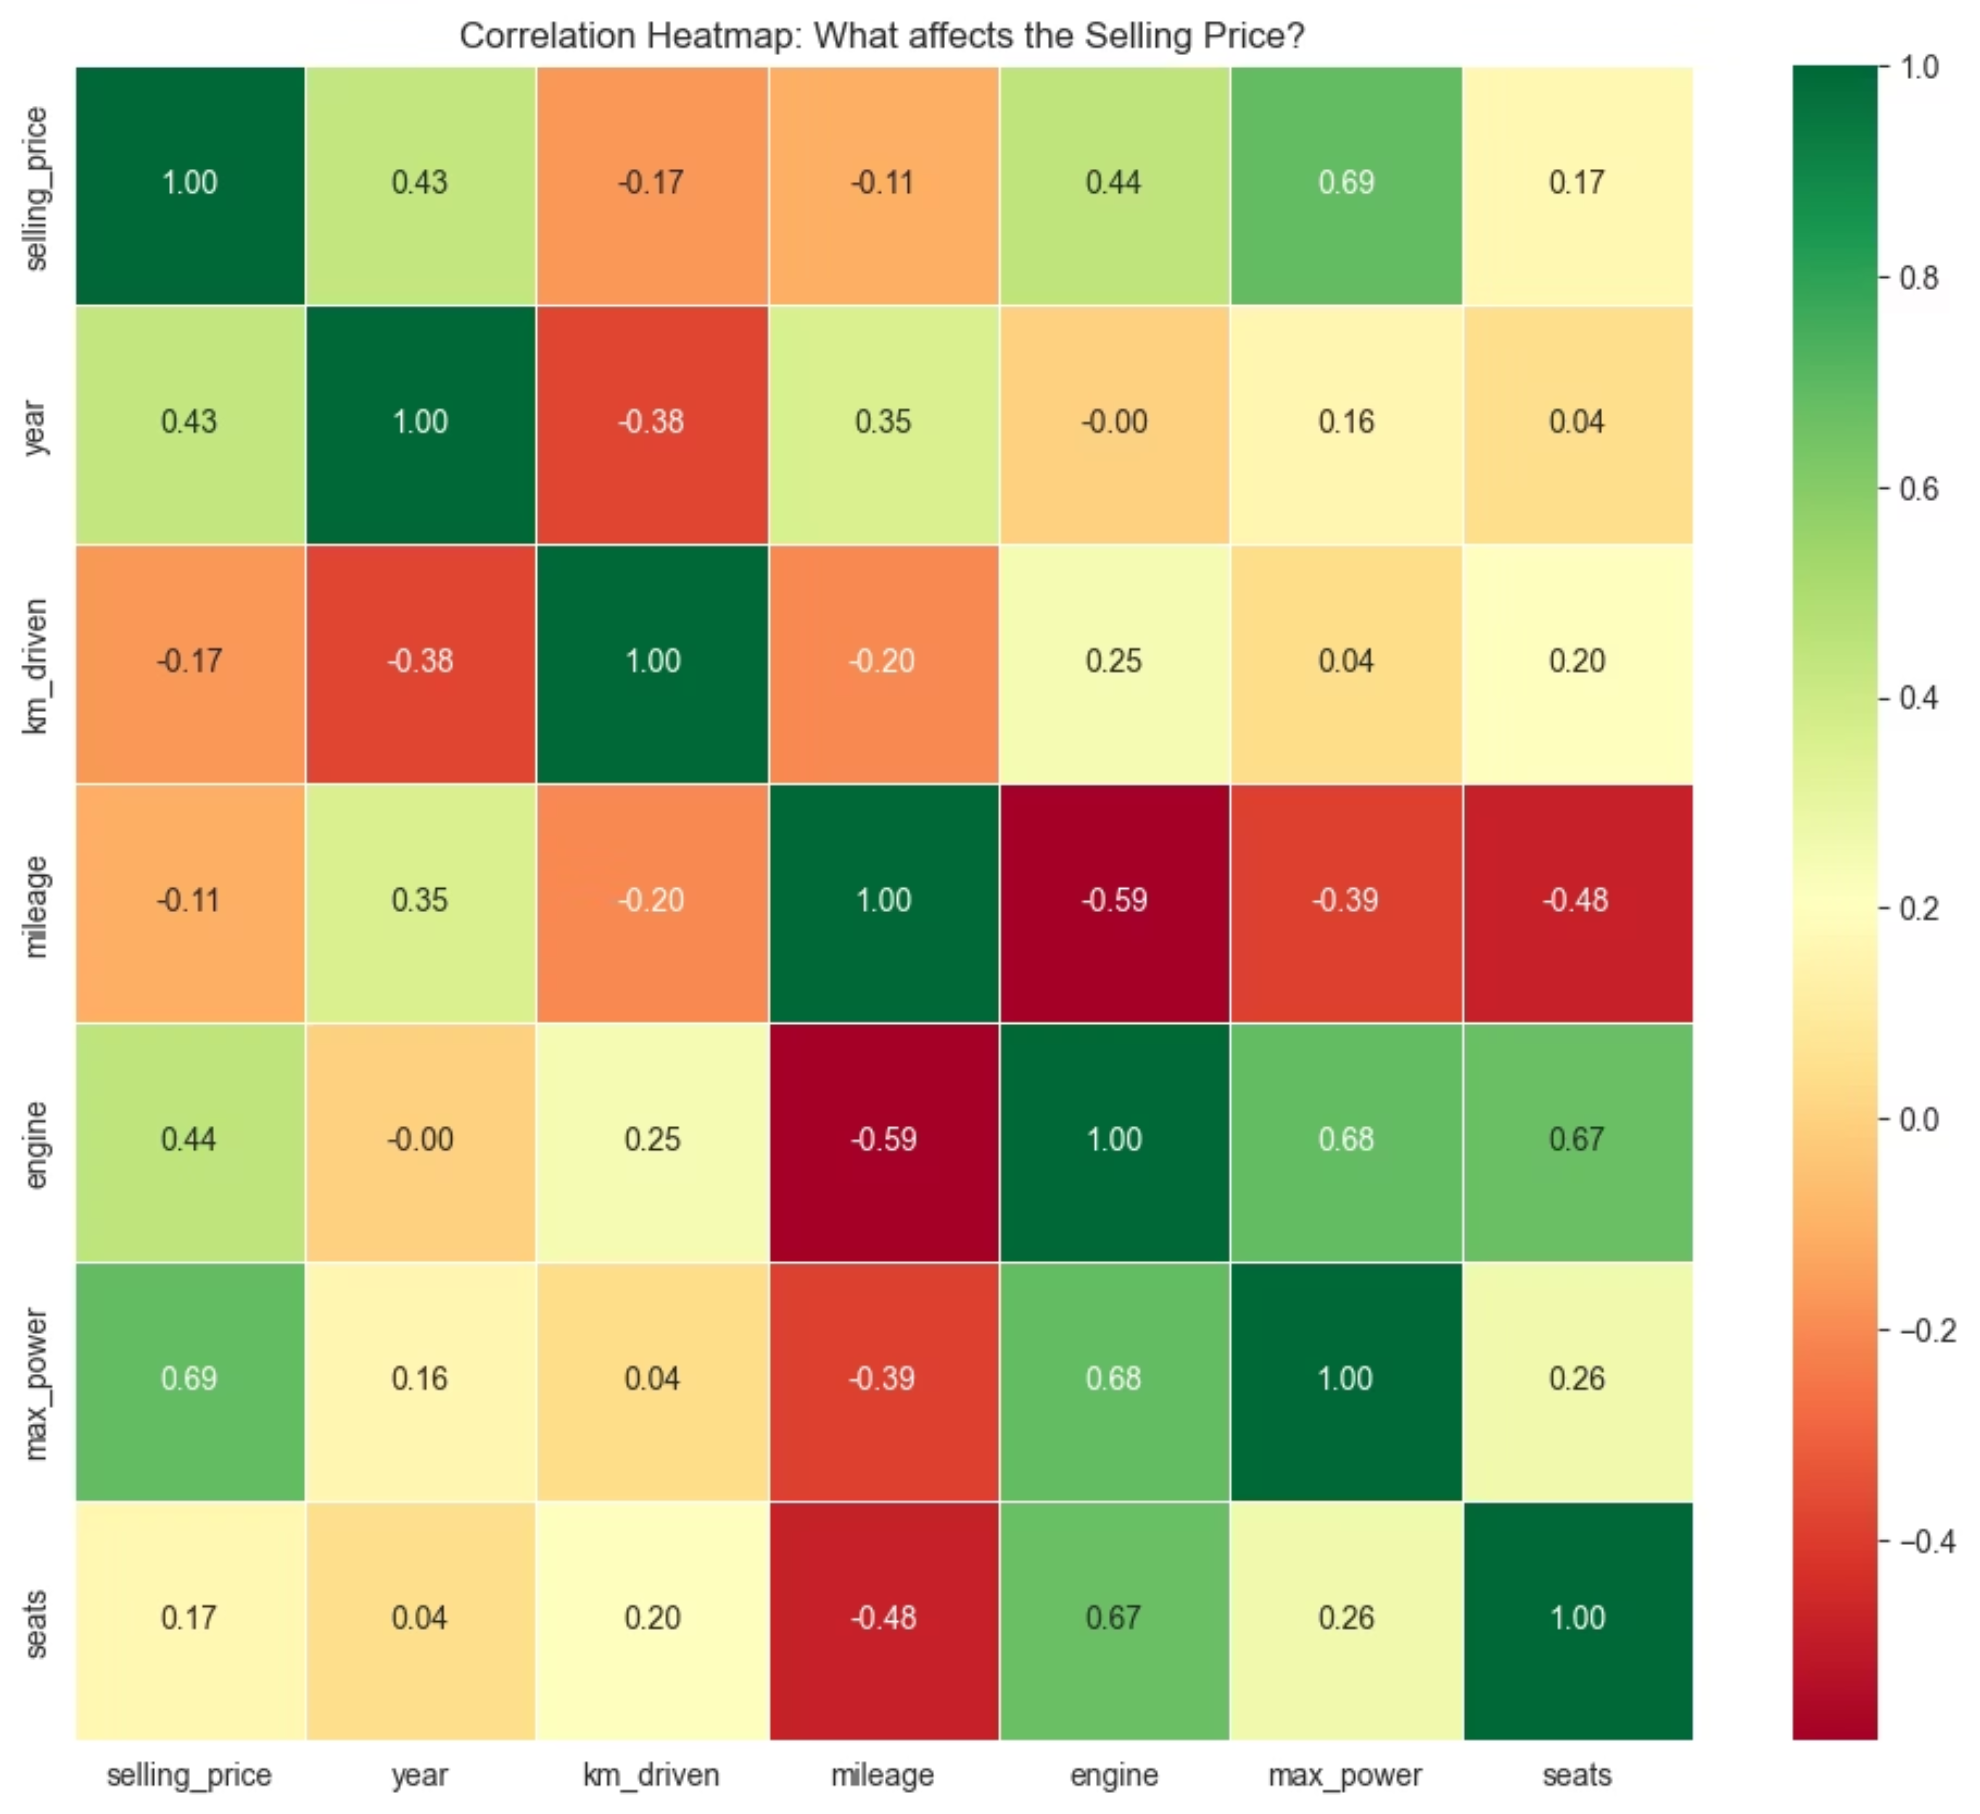 Correlation Heatmap: What affects the Selling Price?
selling_price 1.00 0.43 -0.17 -0.11 0.44 0.69 0.17
year 0.43 1.00 -0.38 0.35 -0.00 0.16 0.04
km_driven -0.17 -0.38 1.00 -0.20 0.25 0.04 0.20
mileage -0.11 0.35 -0.20 1.00 -0.59 -0.39 -0.48
engine 0.44 -0.00 0.25 -0.59 1.00 0.68 0.67
max_power 0.69 0.16 0.04 -0.39 0.68 1.00 0.26
seats 0.17 0.04 0.20 -0.48 0.67 0.26 1.00
selling_price year km_driven mileage engine max_power seats
1.0
0.8
0.6
0.4
0.2
0.0
−0.2
−0.4